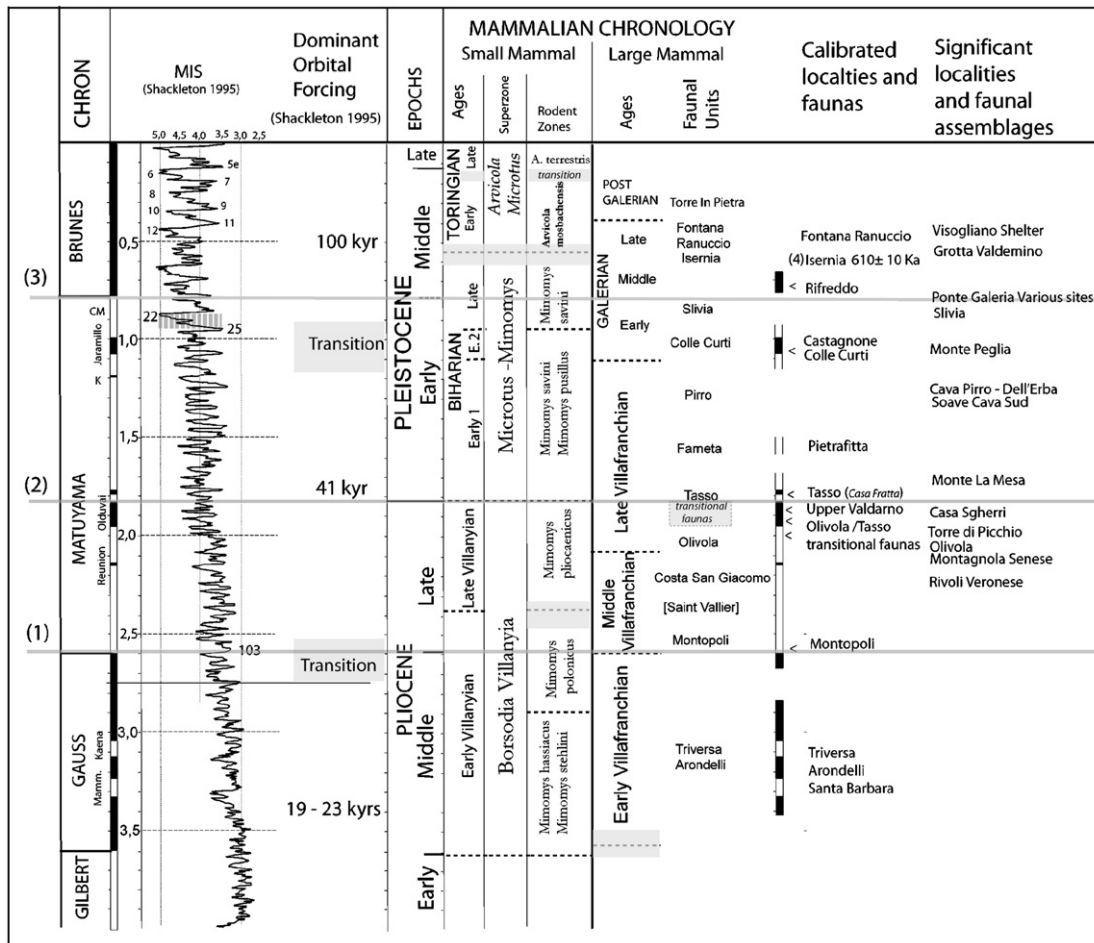 MAMMALIAN CHRONOLOGY
Small Mammal
Large Mammal
CHRON
MIS
(Shackleton 1995)
Dominant
Orbital
Forcing
(Shackleton 1995)
EPOCHS
Ages
Superzone
Rodent
Zones
Ages
Faunal
Units
Calibrated
localties and
faunas
Significant
localities
and faunal
assemblages
5,0 4,5 4,0 3,5 3,0 2,5
BRUNES
MATUYAMA
GAUSS
GILBERT
CM
Jaramillo
K
Olduvai
Reunion
Kaena
Mamm.
(3)
(2)
(1)
0,5
1,0
1,5
2,0
2,5
3,0
3,5
5e
6
7
8
9
10
11
12
22
25
103
100 kyr
Transition
41 kyr
Transition
19 - 23 kyrs
PLEISTOCENE
Late
Middle
Early
PLIOCENE
Late
Middle
Early
TORINGIAN
Late
Early
BIHARIAN
Late
E.2
Early 1
Late Villanyian
Early Villanyian
Arvicola
Microtus
Microtus -Mimomys
Borsodia Villanyia
A. terrestris
transition
Arvicola
mosbachensis
Mimomys
savini
Mimomys savini
Mimomys pusillus
Mimomys
pliocaenicus
Mimomys
polonicus
Mimomys hassiacus
Mimomys stehlini
POST
GALERIAN
GALERIAN
Late
Middle
Early
Late Villafranchian
Middle
Villafranchian
Early Villafranchian
Torre In Pietra
Fontana
Ranuccio
Isernia
Slivia
Colle Curti
Pirro
Farneta
Tasso
transitional
faunas
Olivola
Costa San Giacomo
[Saint Vallier]
Montopoli
Triversa
Arondelli
Fontana Ranuccio
(4) Isernia 610± 10 Ka
< Rifreddo
Castagnone
< Colle Curti
Pietrafitta
< Tasso (Casa Fratta)
< Upper Valdarno
< Olivola /Tasso
< transitional faunas
< Montopoli
Triversa
Arondelli
Santa Barbara
Visogliano Shelter
Grotta Valdemino
Ponte Galeria Various sites
Slivia
Monte Peglia
Cava Pirro - Dell'Erba
Soave Cava Sud
Monte La Mesa
Casa Sgherri
Torre di Picchio
Olivola
Montagnola Senese
Rivoli Veronese